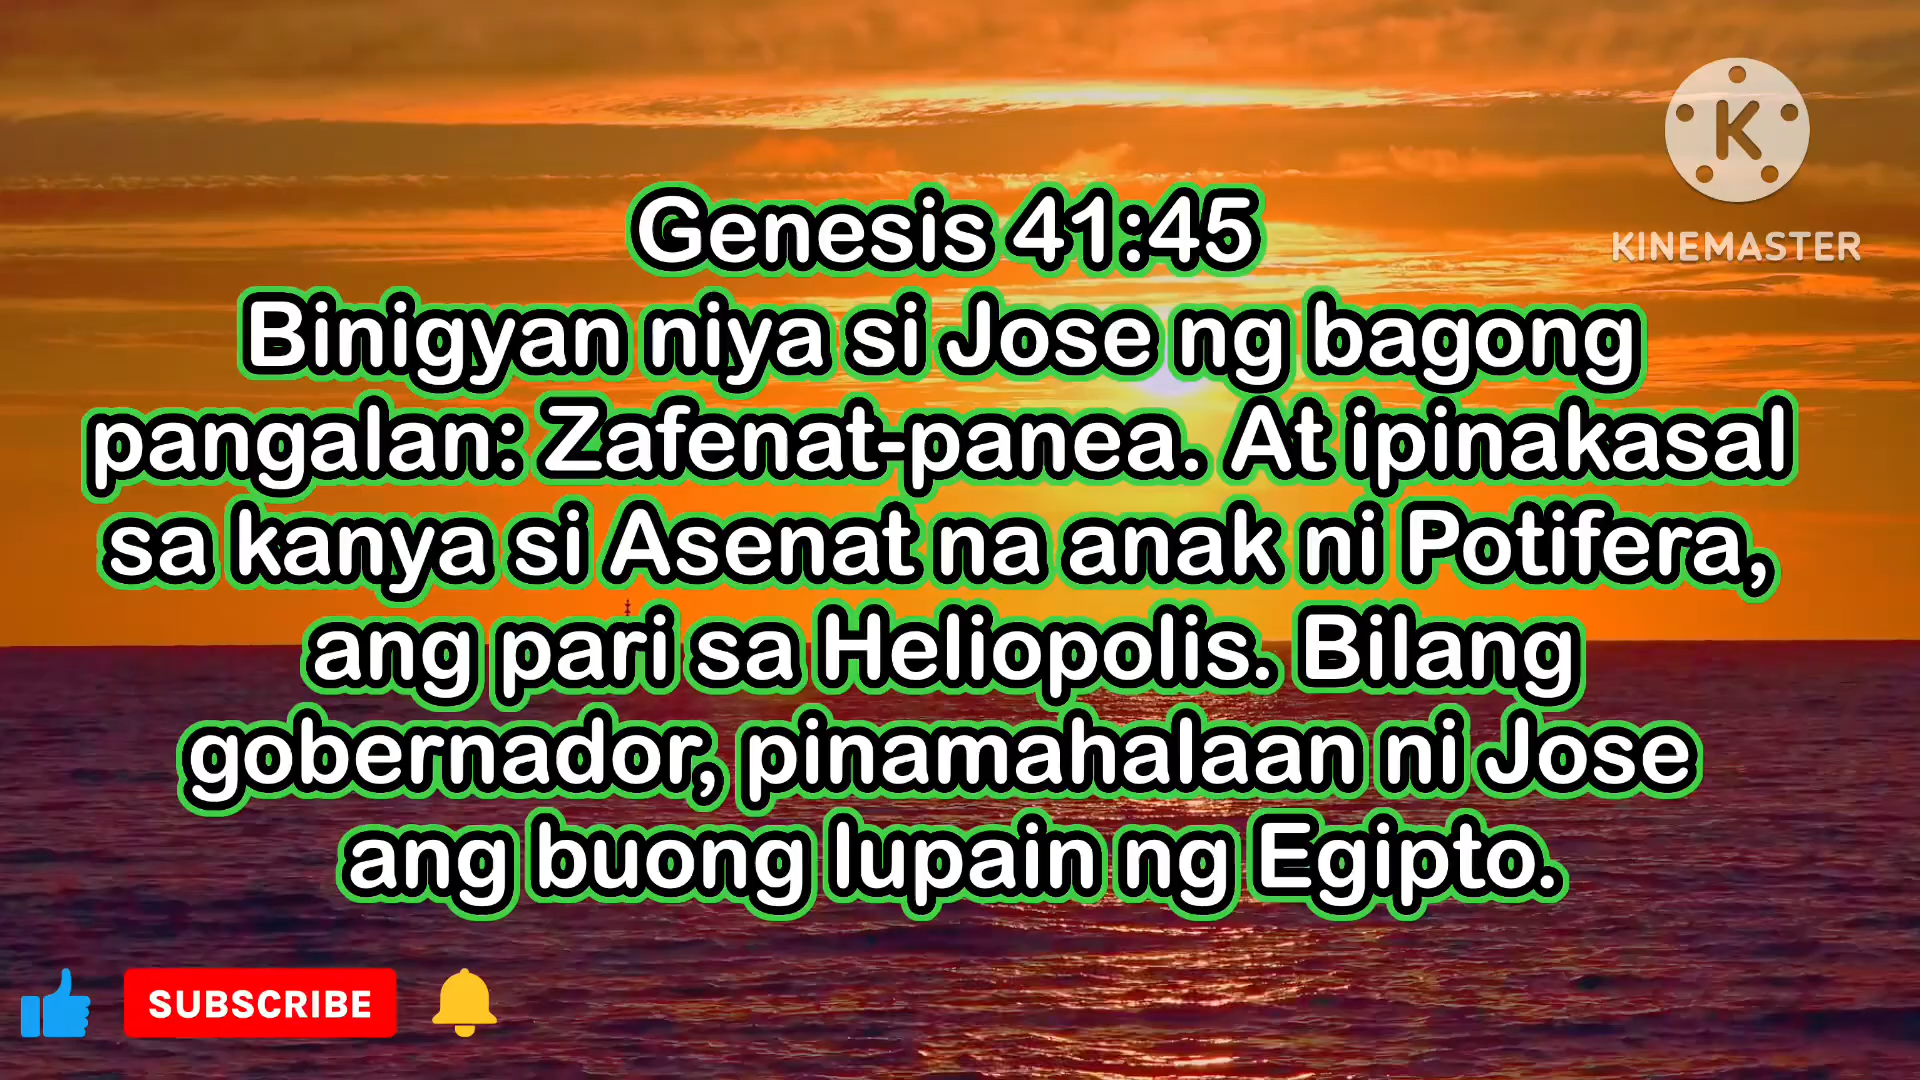 K
KINEMASTER
Genesis 41:45
Binigyan niya si Jose ng bagong
pangalan: Zafenat-panea. At ipinakasal
sa kanya si Asenat na anak ni Potifera,
ang pari sa Heliopolis. Bilang
gobernador, pinamahalaan ni Jose
ang buong lupain ng Egipto.
SUBSCRIBE